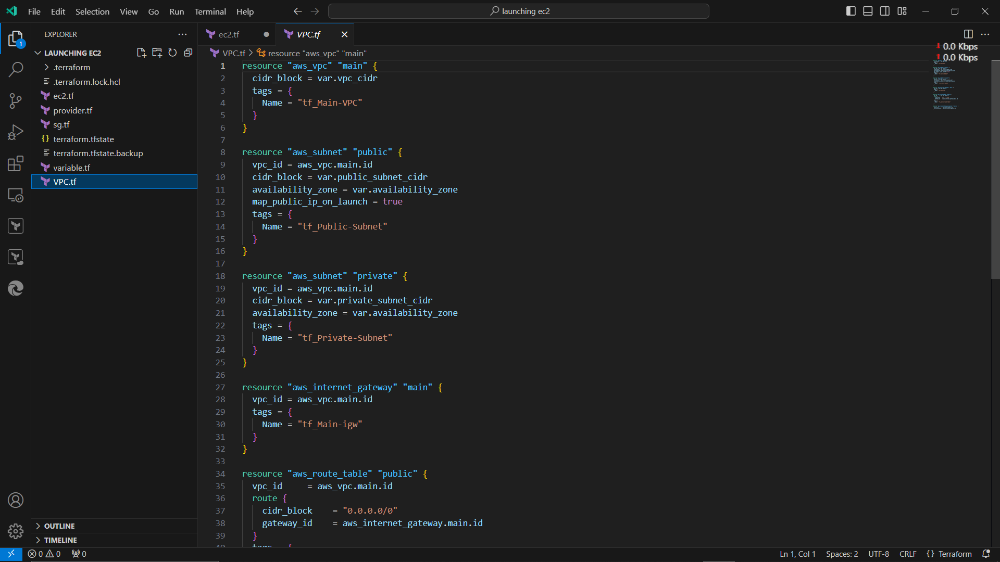 File Edit Selection View Go Run Terminal Help
launching ec2
EXPLORER
LAUNCHING EC2
.terraform
.terraform.lock.hcl
ec2.tf
provider.tf
sg.tf
{} terraform.tfstate
terraform.tfstate.backup
variable.tf
VPC.tf
OUTLINE
TIMELINE
1
ec2.tf
VPC.tf
VPC.tf > resource "aws_vpc" "main"
0.0 Kbps
0.0 Kbps
1 resource "aws_vpc" "main" {
2 cidr_block = var.vpc_cidr
3 tags = {
4 Name = "tf_Main-VPC"
5 }
6 }
7
8 resource "aws_subnet" "public" {
9 vpc_id = aws_vpc.main.id
10 cidr_block = var.public_subnet_cidr
11 availability_zone = var.availability_zone
12 map_public_ip_on_launch = true
13 tags = {
14 Name = "tf_Public-Subnet"
15 }
16 }
17
18 resource "aws_subnet" "private" {
19 vpc_id = aws_vpc.main.id
20 cidr_block = var.private_subnet_cidr
21 availability_zone = var.availability_zone
22 tags = {
23 Name = "tf_Private-Subnet"
24 }
25 }
26
27 resource "aws_internet_gateway" "main" {
28 vpc_id = aws_vpc.main.id
29 tags = {
30 Name = "tf_Main-igw"
31 }
32 }
33
34 resource "aws_route_table" "public" {
35 vpc_id = aws_vpc.main.id
36 route {
37 cidr_block = "0.0.0.0/0"
38 gateway_id = aws_internet_gateway.main.id
39 }
40 tags = {
0 0 0
Ln 1, Col 1 Spaces: 2 UTF-8 CRLF {} Terraform